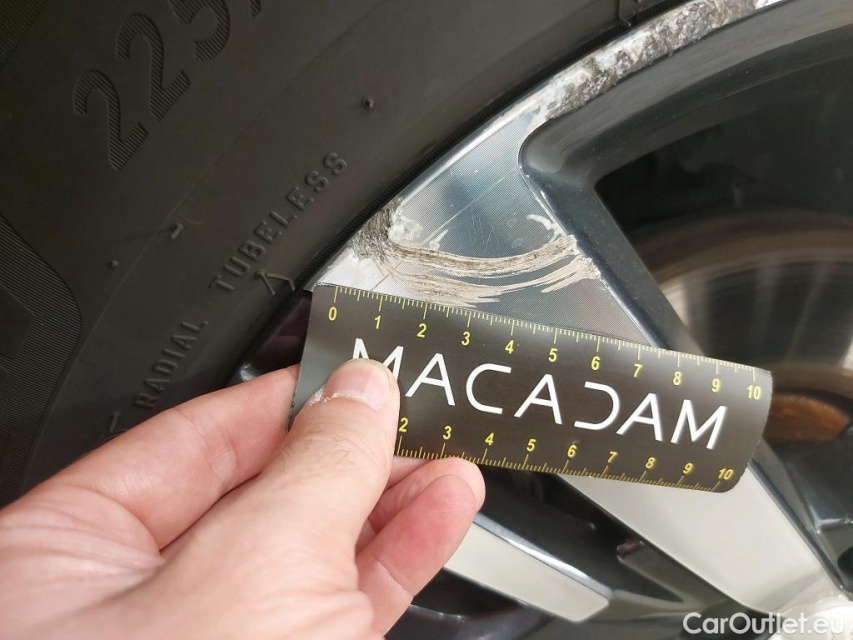 225/
RADIAL TUBELESS
0 1 2 3 4 5 6 7 8 9 10
MACADAM
2 3 4 5 6 7 8 9 10
CarOutlet.eu